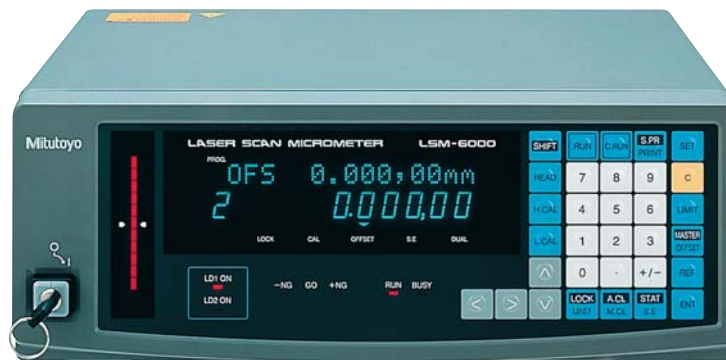 Mitutoyo
LASER SCAN MICROMETER LSM-6000
PROG.
OFS 0.000,00mm
2 0.000,00
LOCK CAL OFFSET S.E DUAL
LD1 ON
LD2 ON
-NG GO +NG RUN BUSY
SHIFT RUN C.RUN S.PR PRINT SET
READ 7 8 9 C
H.CAL 4 5 6 LIMIT
L.CAL 1 2 3 MASTER OFFSET
0 . +/- REF
LOCK UNIT A.CL M.CL STAT S.E ENT